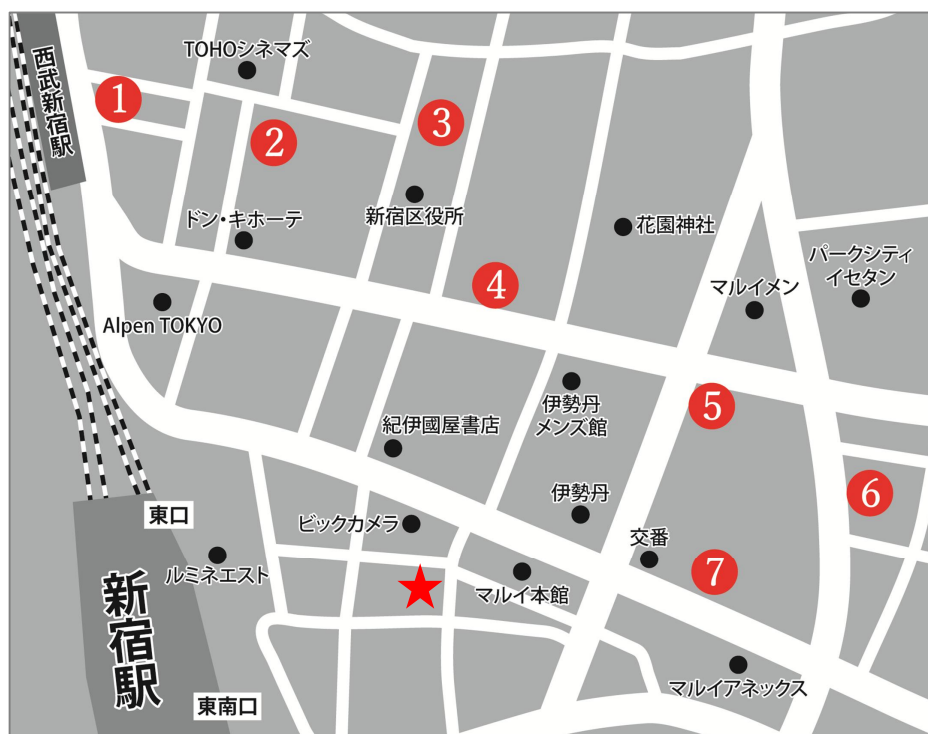 TOHOシネマズ
西武新宿駅
1
2
3
新宿区役所
ドン・キホーテ
花園神社
パークシティ
イセタン
マルイメン
4
Alpen TOKYO
伊勢丹
メンズ館
5
紀伊國屋書店
6
東口
ビックカメラ
伊勢丹
交番
ルミネエスト
マルイ本館
7
新宿駅
マルイアネックス
東南口